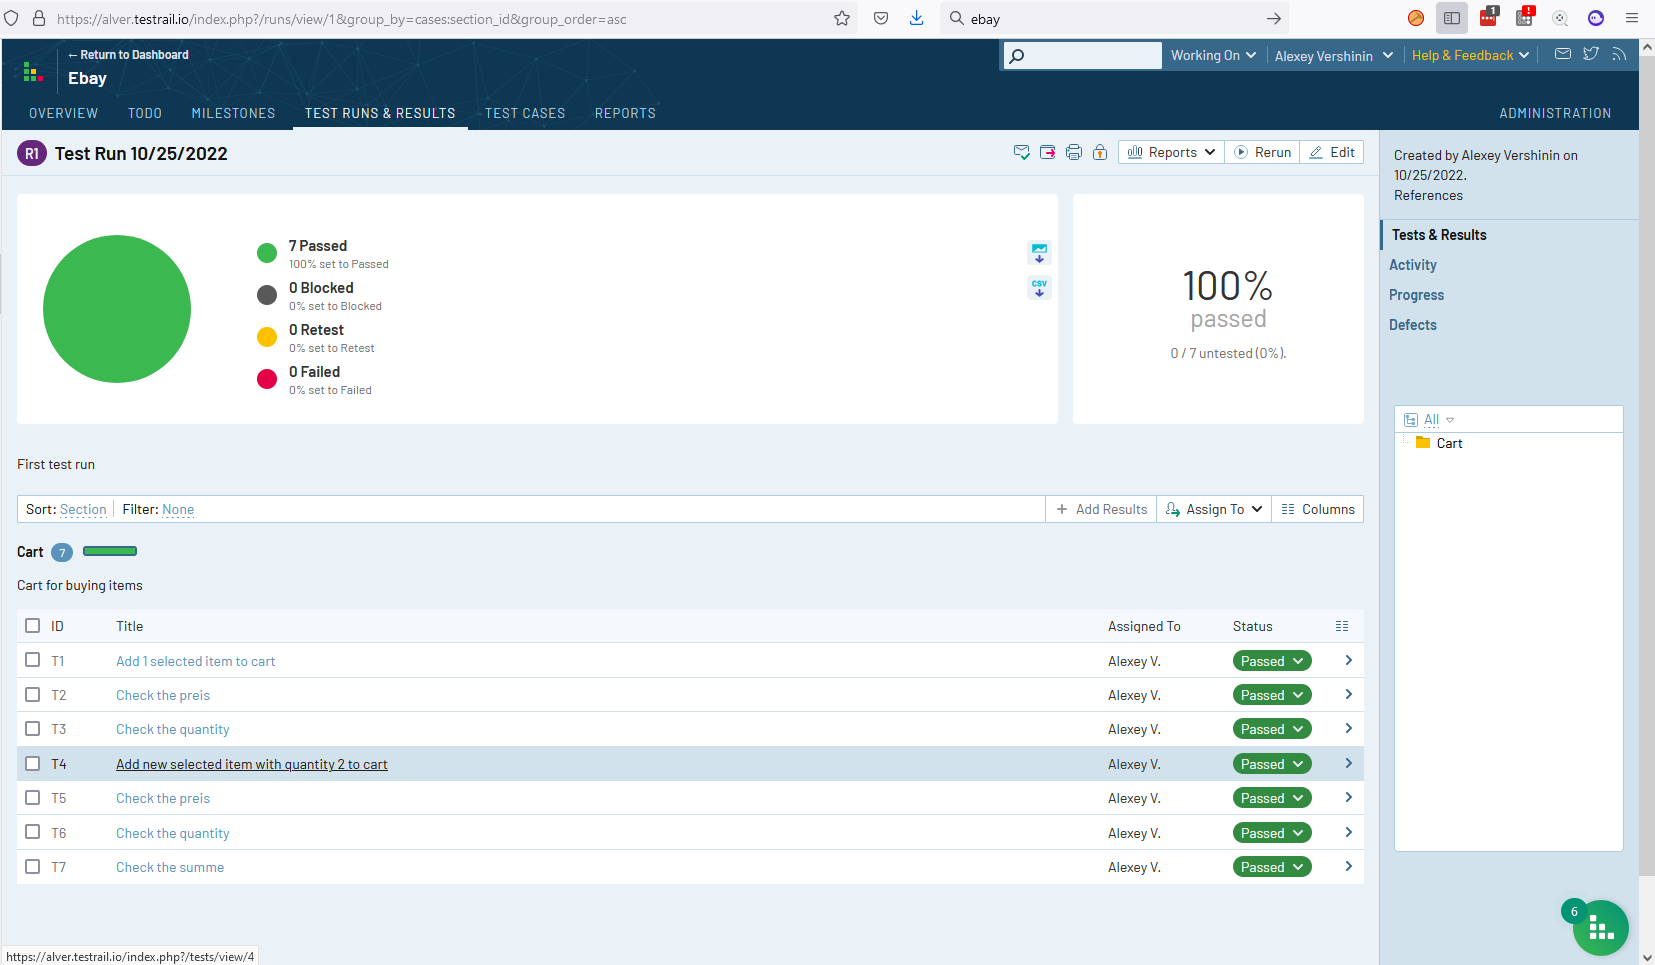 https://alver.testrail.io/index.php?/runs/view/1&group_by=cases:section_id&group_order=asc
ebay
1
!
← Return to Dashboard
Ebay
Working On
Alexey Vershinin
Help & Feedback
OVERVIEW
TODO
MILESTONES
TEST RUNS & RESULTS
TEST CASES
REPORTS
ADMINISTRATION
R1
Test Run 10/25/2022
Reports
Rerun
Edit
Created by Alexey Vershinin on
10/25/2022.
References
Tests & Results
Activity
Progress
Defects
7 Passed
100% set to Passed
0 Blocked
0% set to Blocked
0 Retest
0% set to Retest
0 Failed
0% set to Failed
CSV
100%
passed
0 / 7 untested (0%).
All
Cart
First test run
Sort: Section
Filter: None
+ Add Results
Assign To
Columns
Cart 7
Cart for buying items
ID Title Assigned To Status
T1 Add 1 selected item to cart Alexey V. Passed
T2 Check the preis Alexey V. Passed
T3 Check the quantity Alexey V. Passed
T4 Add new selected item with quantity 2 to cart Alexey V. Passed
T5 Check the preis Alexey V. Passed
T6 Check the quantity Alexey V. Passed
T7 Check the summe Alexey V. Passed
6
https://alver.testrail.io/index.php?/tests/view/4